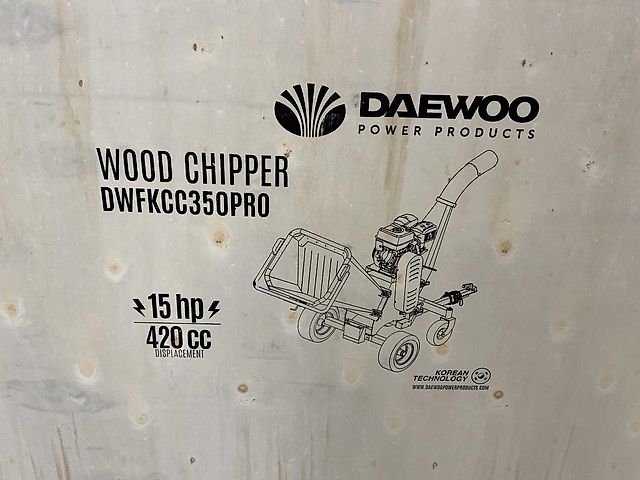 DAEWOO
POWER PRODUCTS
WOOD CHIPPER
DWFKCC350PRO
15 hp
420 cc
DISPLACEMENT
KOREAN
TECHNOLOGY
WWW.DAEWOOPOWERPRODUCTS.COM